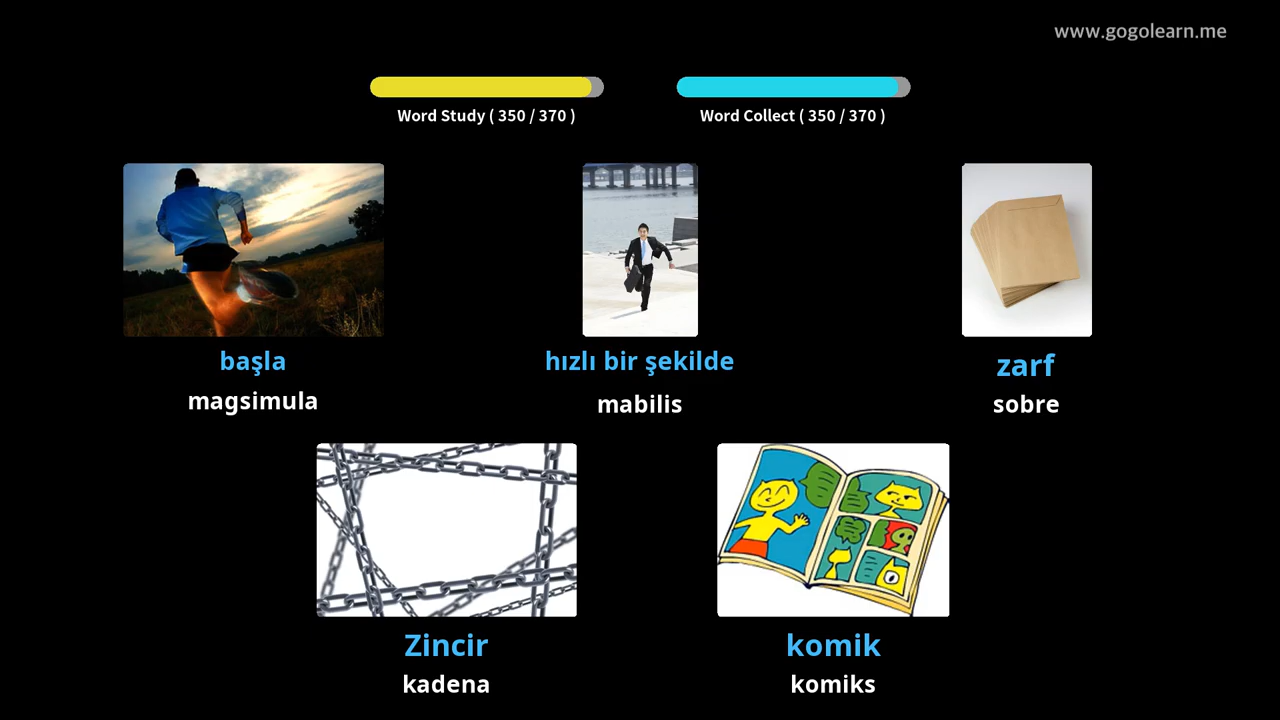 www.gogolearn.me
Word Study ( 350 / 370 )
Word Collect ( 350 / 370 )
başla
magsimula
hızlı bir şekilde
mabilis
zarf
sobre
Zincir
kadena
komik
komiks